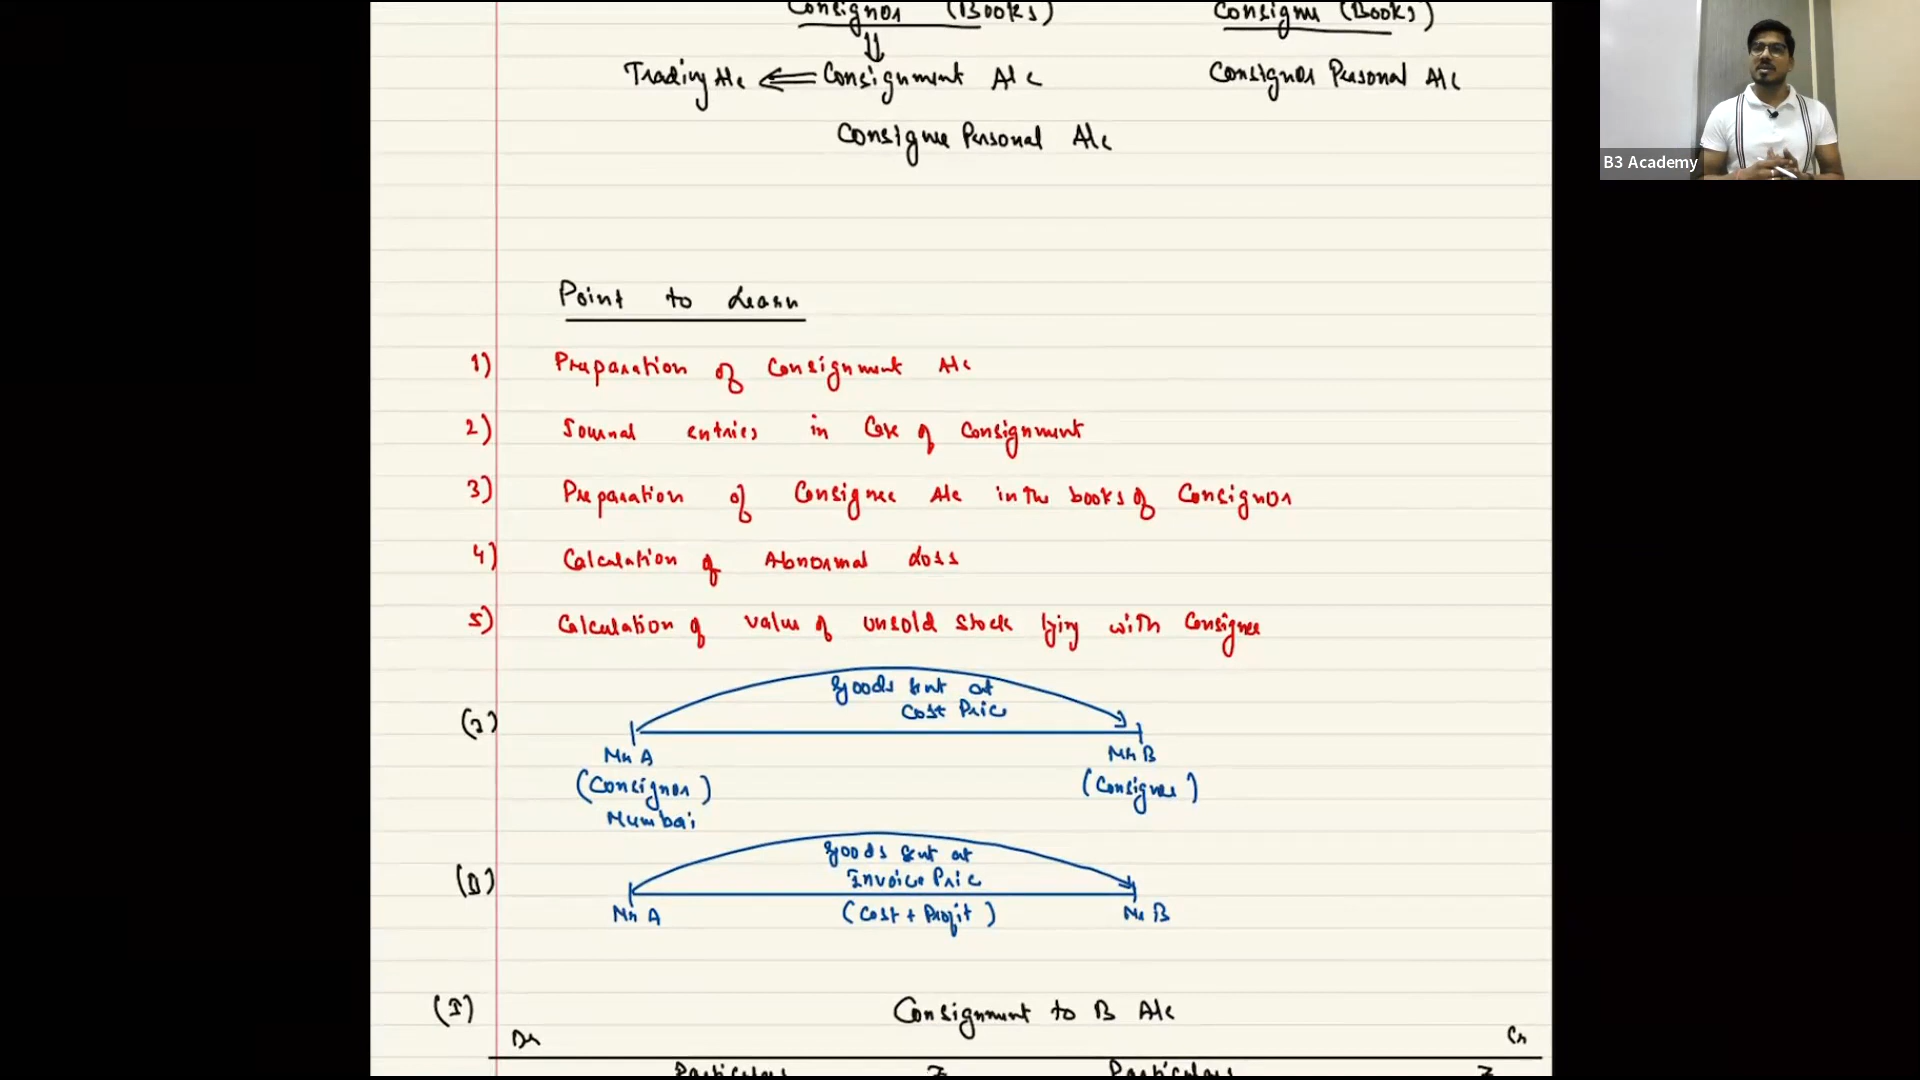 Consignor (Books) Consignee (Books)
Trading A/c Consignment A/c Consignor Personal A/c
Consignee Personal A/c
B3 Academy
Point to Learn
1) Preparation of Consignment A/c
2) Journal entries in Case of Consignment
3) Preparation of Consignee A/c in the books of Consignor
4) Calculation of Abnormal Loss
5) Calculation of value of unsold stock lying with Consignee
goods sent at
Cost Price
(I)
Mr A Mr B
(Consignor) (Consignee)
Mumbai
goods sent at
Invoice Price
(II)
Mr A (Cost + Profit) Mr B
(I) Consignment to B A/c
Dr Cr
Particulars ₹ Particulars ₹